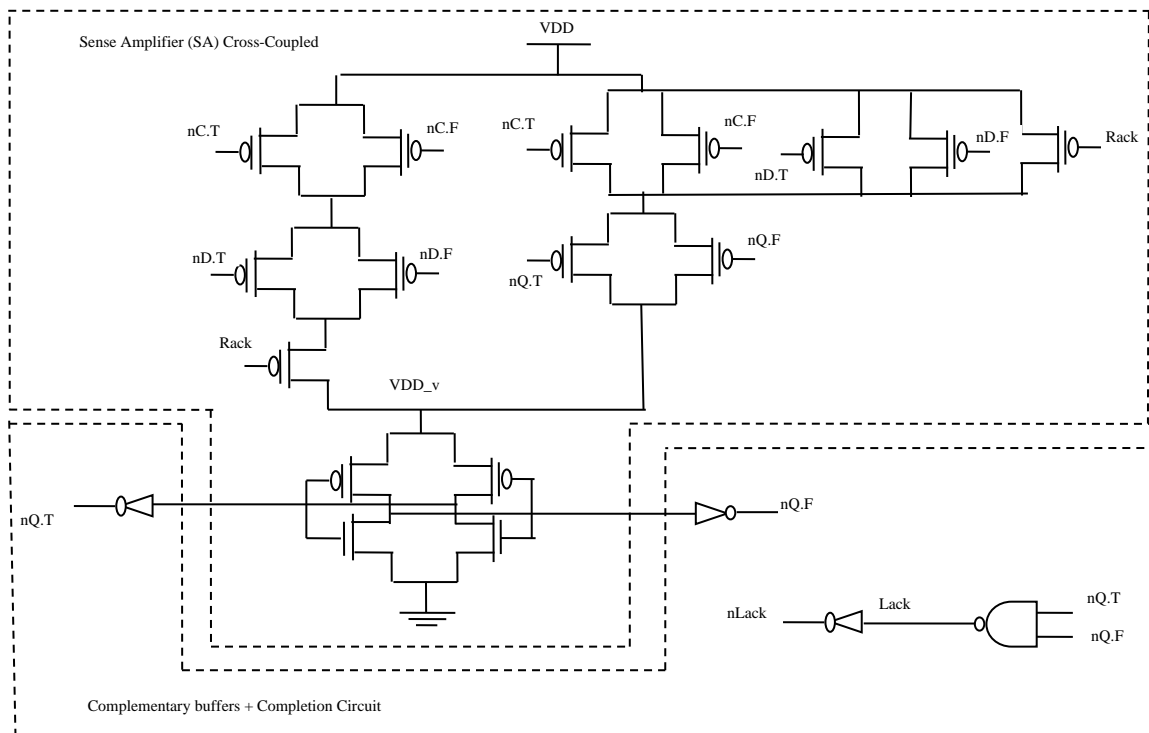 VDD
Sense Amplifier (SA) Cross-Coupled
nC.T
nC.F
nC.T
nC.F
nD.T
nD.F
Rack
nD.T
nD.F
nQ.T
nQ.F
Rack
VDD_v
nQ.T
nQ.F
nLack
Lack
nQ.T
nQ.F
Complementary buffers + Completion Circuit